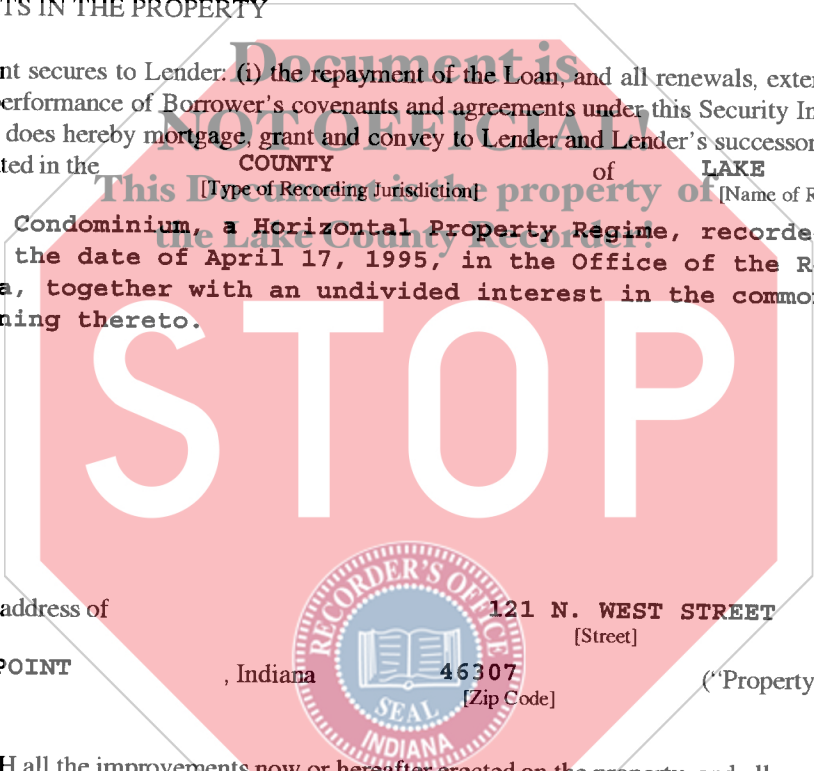 TS IN THE PROPERTY
Document is
nt secures to Lender: (i) the repayment of the Loan, and all renewals, exte
erformance of Borrower's covenants and agreements under this Security In
NOT OFFICIAL!
does hereby mortgage, grant and convey to Lender and Lender's successor
ted in the COUNTY of LAKE
This Document is the property of
[Type of Recording Jurisdiction] [Name of R
Condominium, a Horizontal Property Regime, recorde
the Lake County Recorder!
the date of April 17, 1995, in the Office of the R
a, together with an undivided interest in the commo
ning thereto.
STOP
RECORDER'S OFFICE
address of 121 N. WEST STREET
[Street]
POINT , Indiana 46307 ("Property
[Zip Code]
SEAL
INDIANA
H all the improvements now or hereafter erected on the property, and all